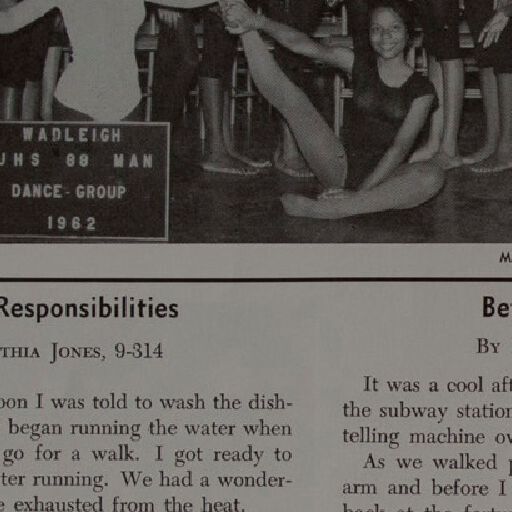 WADLEIGH
JHS 88 MAN
DANCE-GROUP
1962
M
Responsibilities
THIA JONES, 9-314
oon I was told to wash the dish-
began running the water when
go for a walk. I got ready to
ter running. We had a wonder-
e exhausted from the heat.
Be
By
It was a cool aft
the subway station
telling machine ov
As we walked p
arm and before I